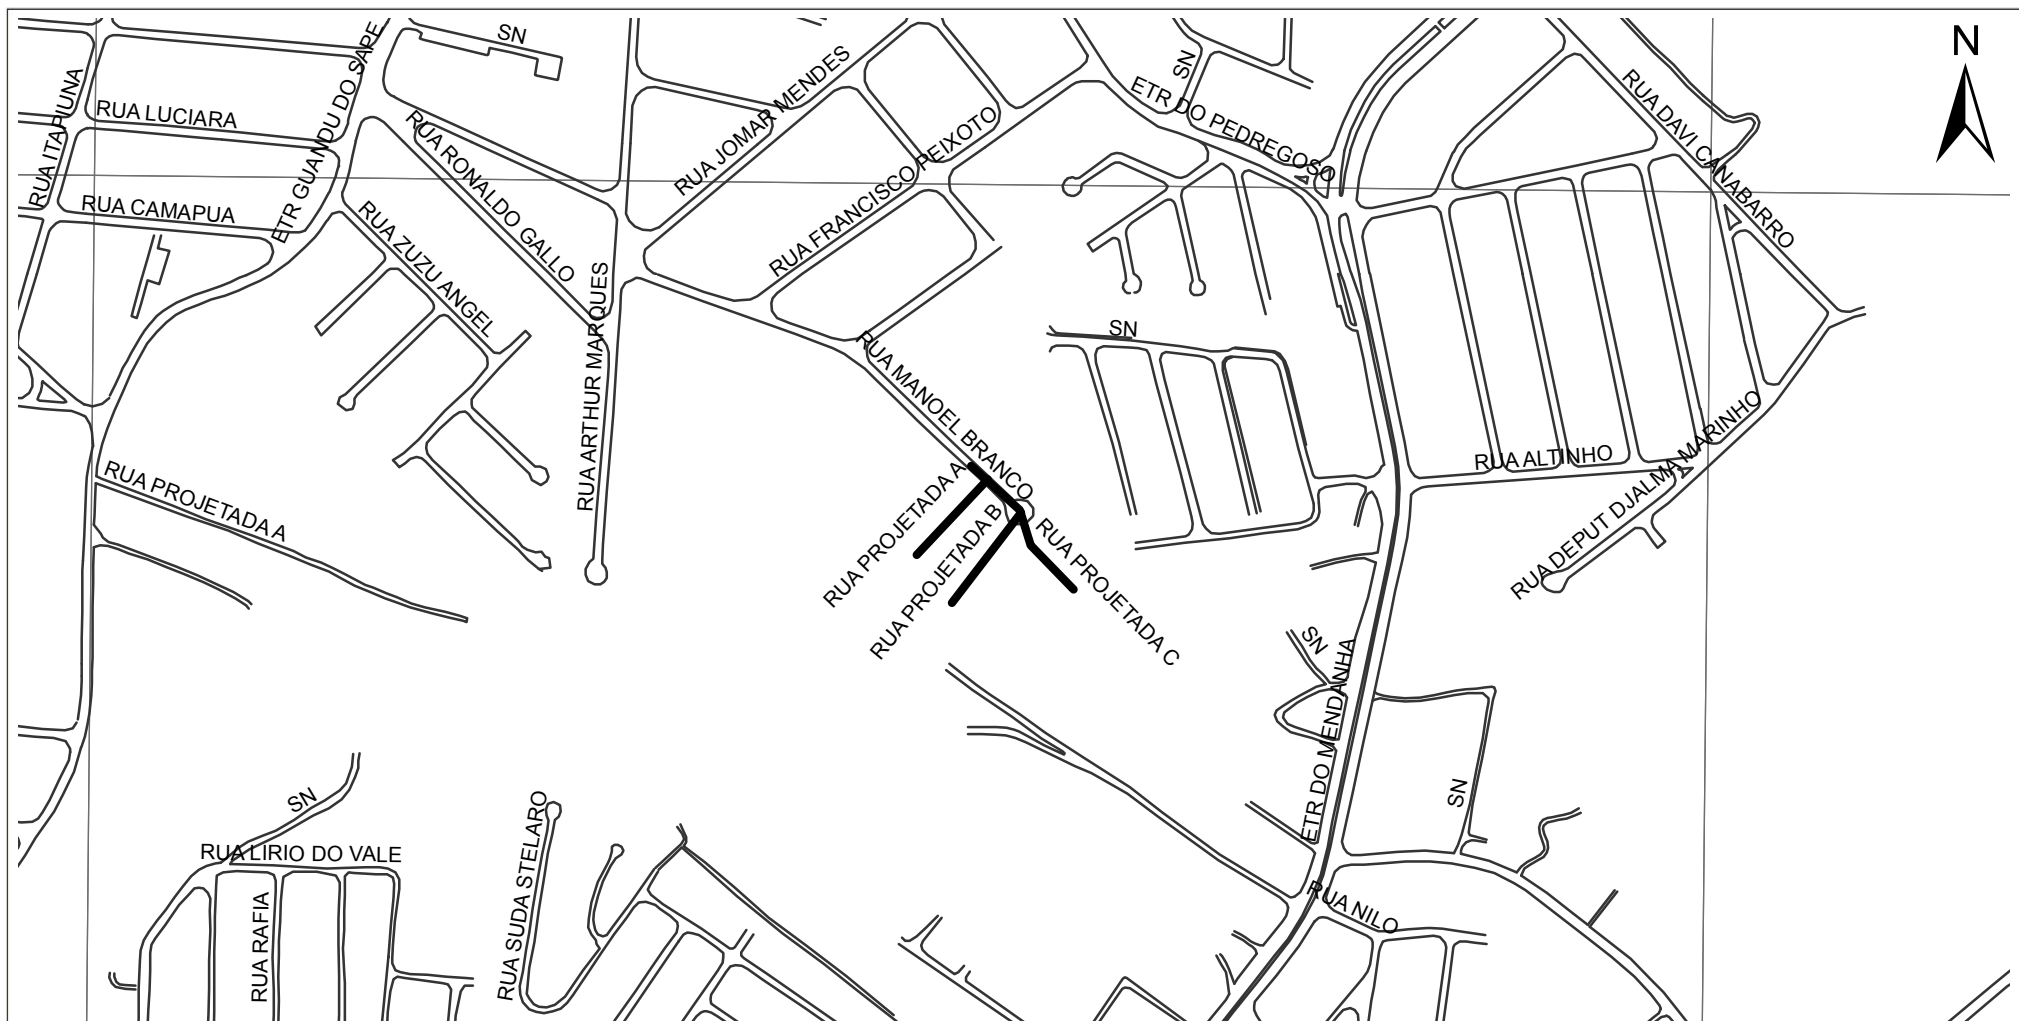 SN
N
RUA ITAPIUNA
RUA LUCIARA
ETR GUANDU DO SAPE
RUA JOMAR MENDES
SN
ETR DO PEDREGOSO
RUA DAVI CANABARRO
RUA CAMAPUA
RUA RONALDO GALLO
RUA FRANCISCO PEIXOTO
RUA ZUZU ANGEL
RUA ARTHUR MARQUES
SN
RUA MANOEL BRANCO
RUA ALTINHO
RUA DEPUT DJALMA MARINHO
RUA PROJETADA A
RUA PROJETADA A
RUA PROJETADA B
RUA PROJETADA C
SN
ETR DO MENDANHA
SN
SN
RUA LIRIO DO VALE
RUA RAFIA
RUA SUDA STELARO
RUA NILO